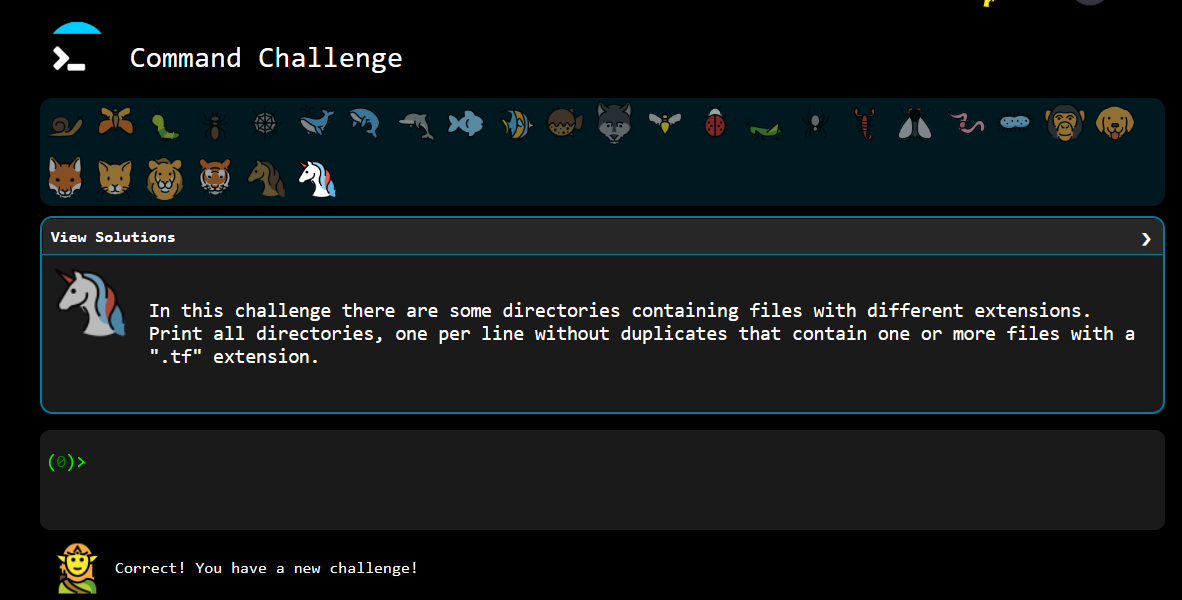 Command Challenge
View Solutions
In this challenge there are some directories containing files with different extensions.
Print all directories, one per line without duplicates that contain one or more files with a
".tf" extension.
(0)>
Correct! You have a new challenge!